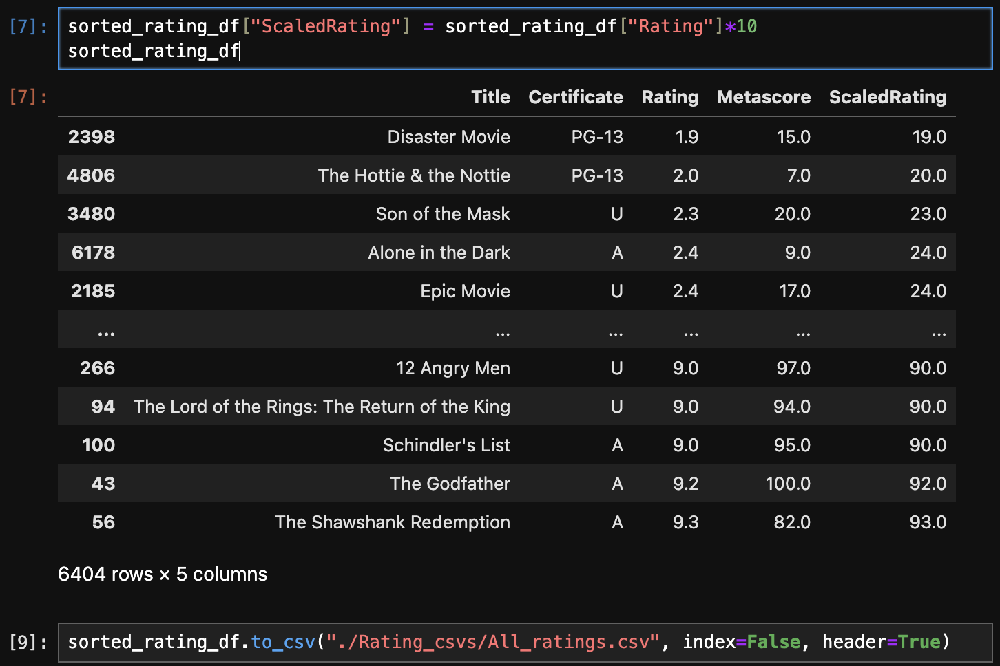 [7]: sorted_rating_df["ScaledRating"] = sorted_rating_df["Rating"]*10
sorted_rating_df
[7]: Title Certificate Rating Metascore ScaledRating
2398 Disaster Movie PG-13 1.9 15.0 19.0
4806 The Hottie & the Nottie PG-13 2.0 7.0 20.0
3480 Son of the Mask U 2.3 20.0 23.0
6178 Alone in the Dark A 2.4 9.0 24.0
2185 Epic Movie U 2.4 17.0 24.0
... ... ... ... ... ...
266 12 Angry Men U 9.0 97.0 90.0
94 The Lord of the Rings: The Return of the King U 9.0 94.0 90.0
100 Schindler's List A 9.0 95.0 90.0
43 The Godfather A 9.2 100.0 92.0
56 The Shawshank Redemption A 9.3 82.0 93.0
6404 rows × 5 columns
[9]: sorted_rating_df.to_csv("./Rating_csvs/All_ratings.csv", index=False, header=True)